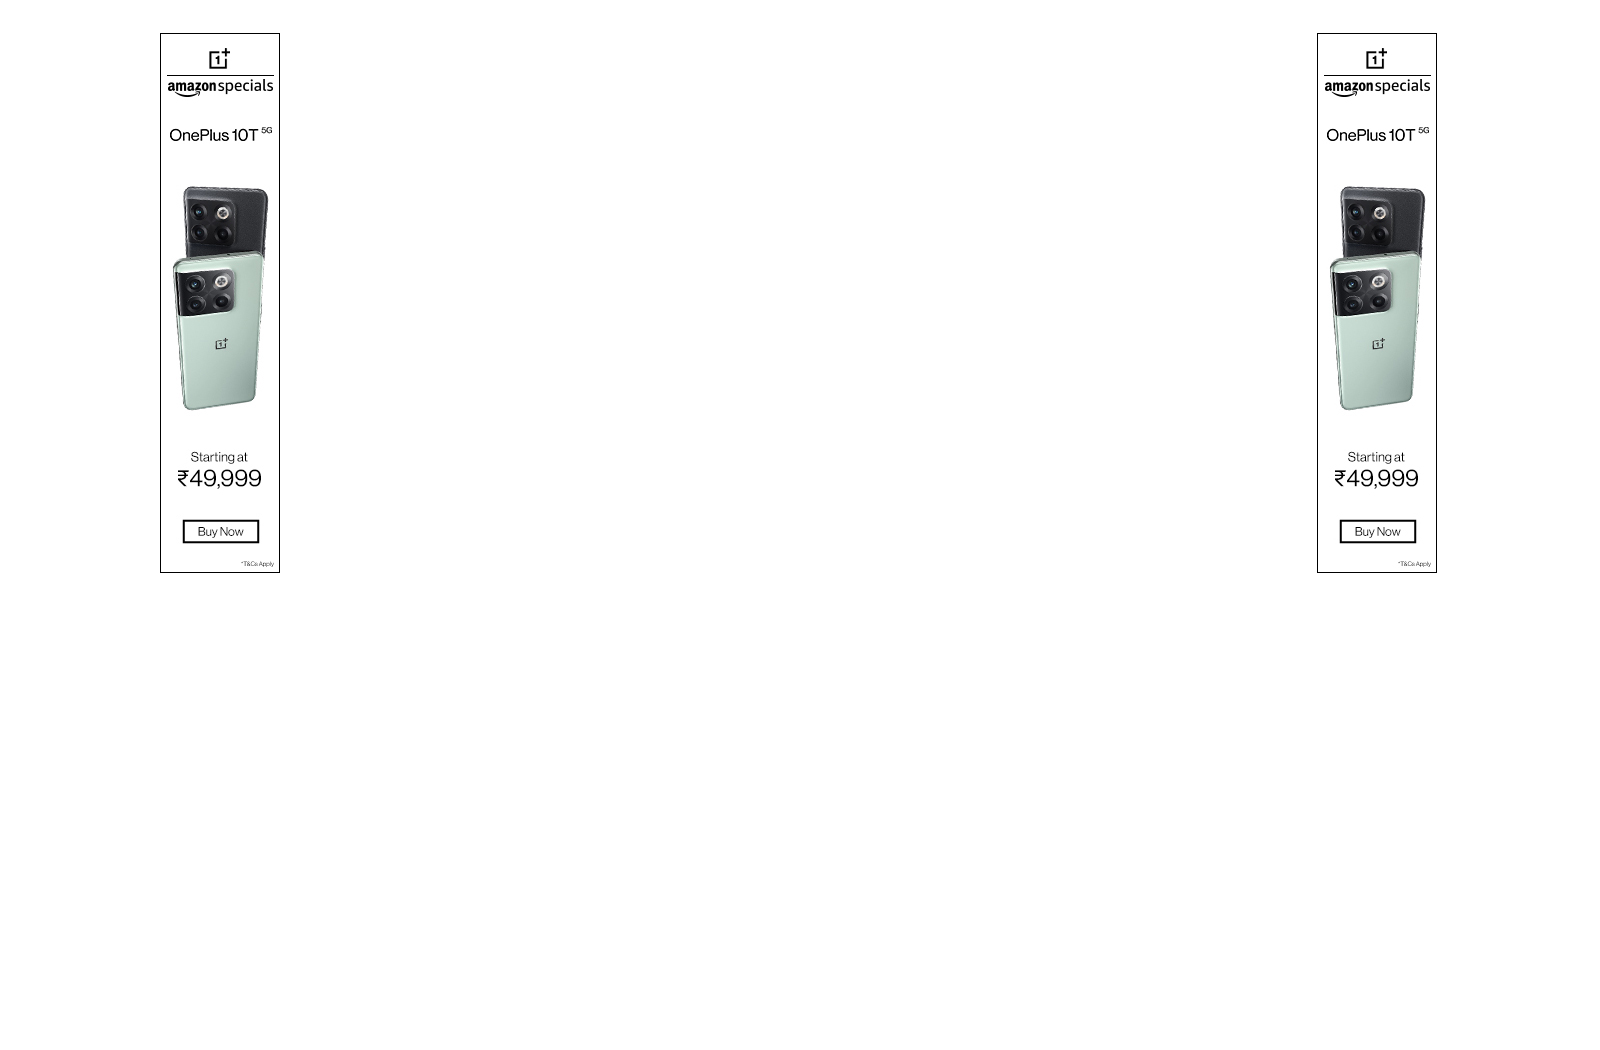 amazon specials
OnePlus 10T 5G
Starting at
₹49,999
Buy Now
*T&Cs Apply
amazon specials
OnePlus 10T 5G
Starting at
₹49,999
Buy Now
*T&Cs Apply